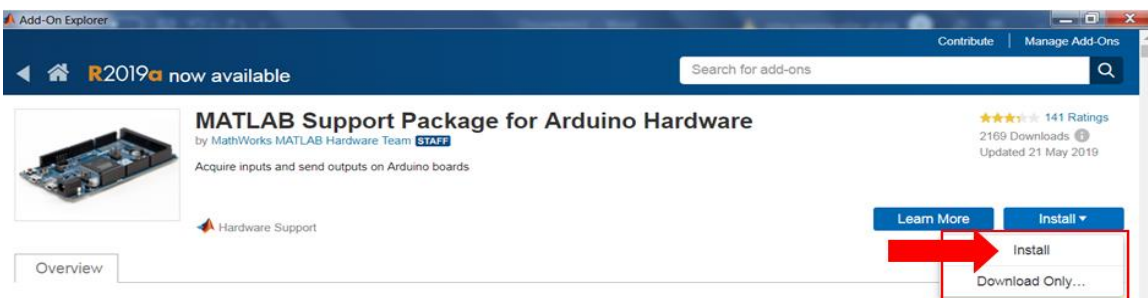 Add-On Explorer
Contribute | Manage Add-Ons
R2019a now available
Search for add-ons
MATLAB Support Package for Arduino Hardware
141 Ratings
by MathWorks MATLAB Hardware Team STAFF
2169 Downloads
Updated 21 May 2019
Acquire inputs and send outputs on Arduino boards
Hardware Support
Learn More
Install
Install
Download Only...
Overview